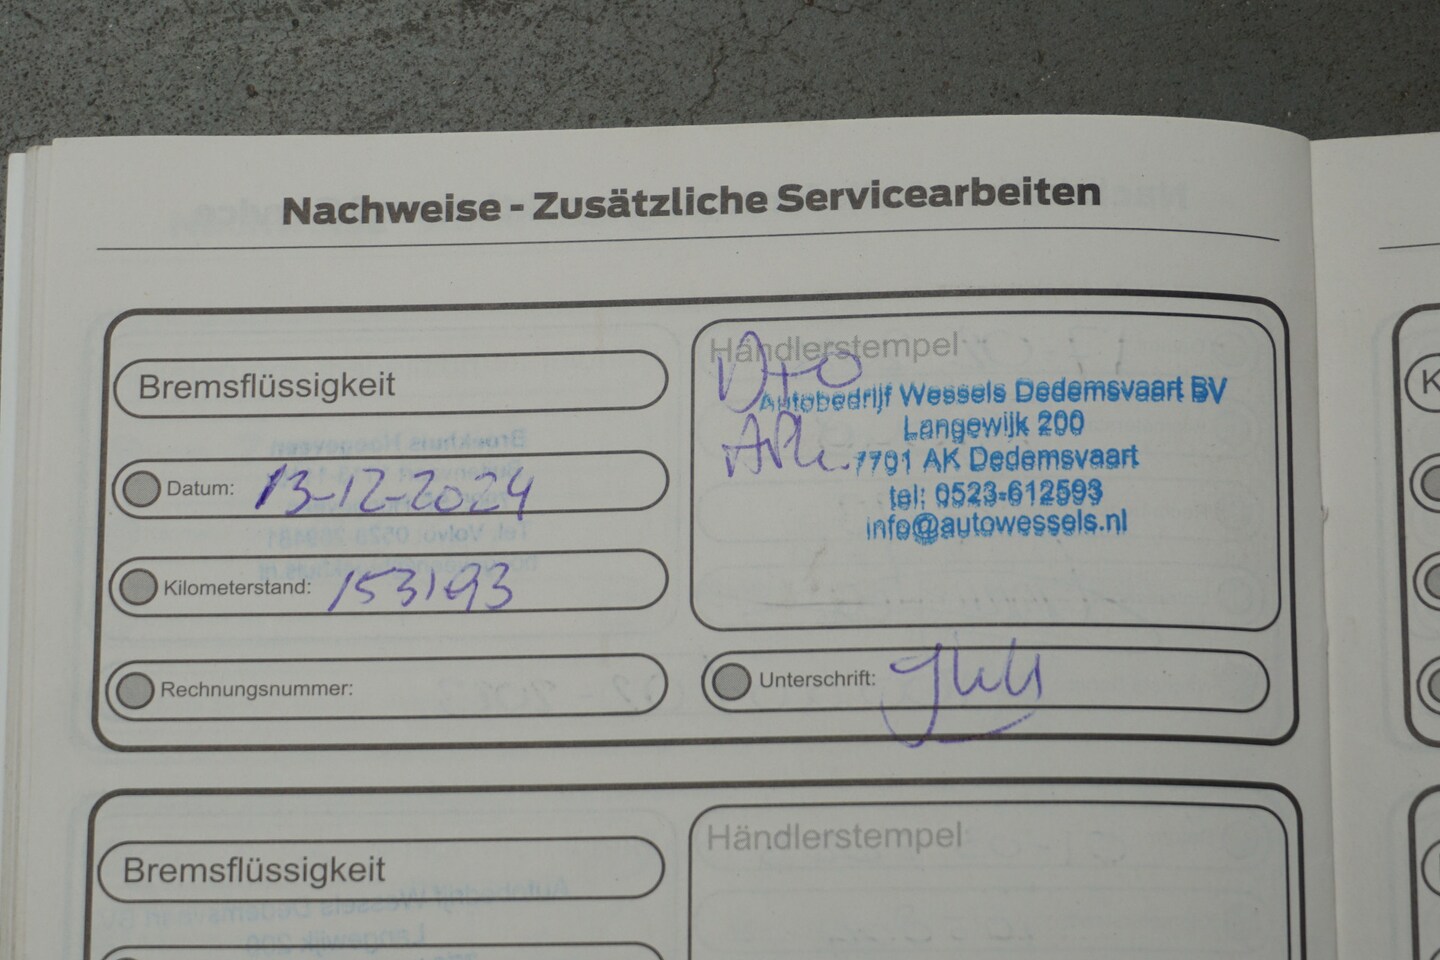 Nachweise - Zusätzliche Servicearbeiten
Bremsflüssigkeit
Datum: 13-12-2024
Kilometerstand: 153193
Rechnungsnummer:
Händlerstempel
Autobedrijf Wessels Dedemsvaart BV
Langewijk 200
7701 AK Dedemsvaart
tel: 0523-612593
info@autowessels.nl
Unterschrift:
Bremsflüssigkeit
Händlerstempel
K